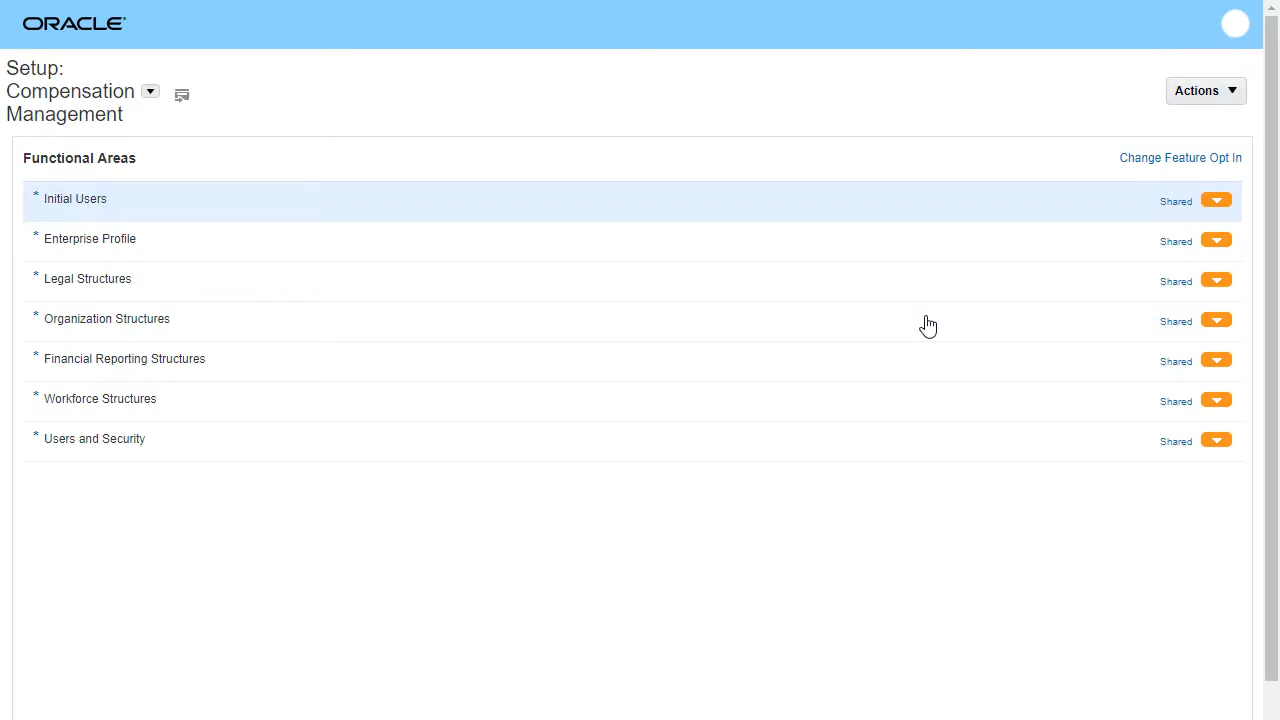 ORACLE
Setup:
Compensation
Management
Actions
Functional Areas
Change Feature Opt In
* Initial Users
Shared
* Enterprise Profile
Shared
* Legal Structures
Shared
* Organization Structures
Shared
* Financial Reporting Structures
Shared
* Workforce Structures
Shared
* Users and Security
Shared